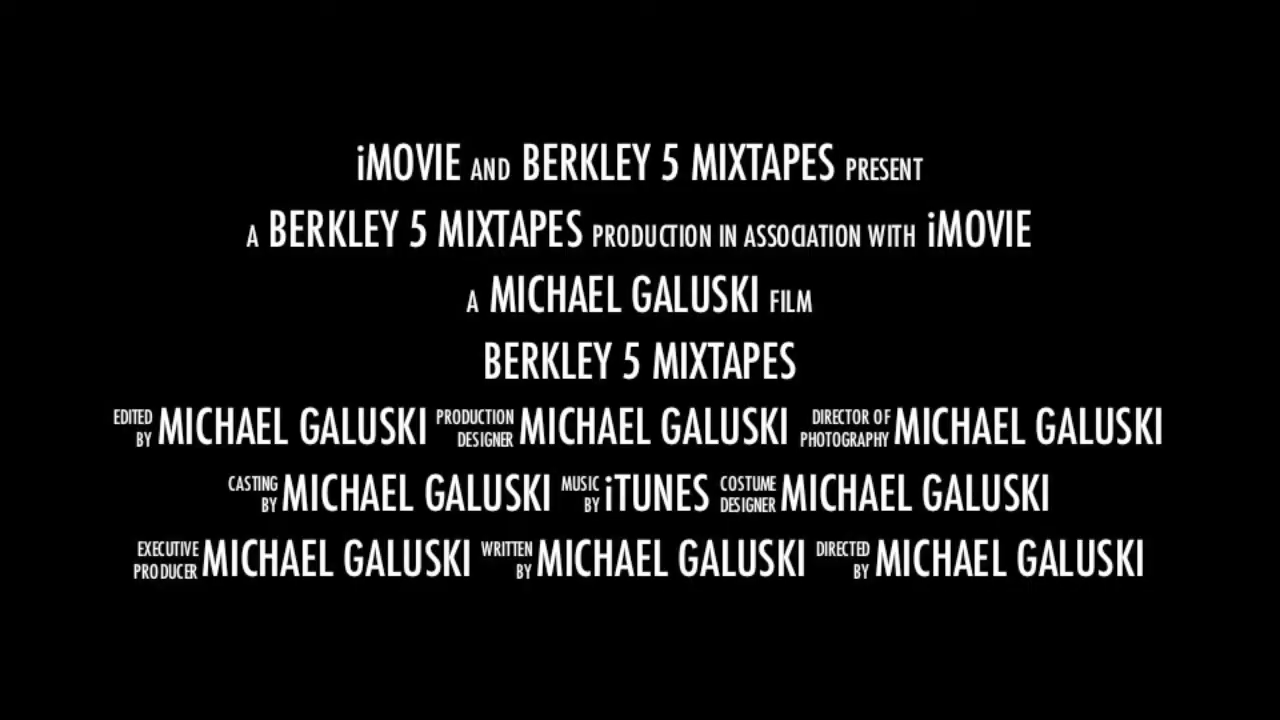 iMOVIE AND BERKLEY 5 MIXTAPES PRESENT
A BERKLEY 5 MIXTAPES PRODUCTION IN ASSOCIATION WITH iMOVIE
A MICHAEL GALUSKI FILM
BERKLEY 5 MIXTAPES
EDITED BY MICHAEL GALUSKI PRODUCTION DESIGNER MICHAEL GALUSKI DIRECTOR OF PHOTOGRAPHY MICHAEL GALUSKI
CASTING BY MICHAEL GALUSKI MUSIC BY iTUNES COSTUME DESIGNER MICHAEL GALUSKI
EXECUTIVE PRODUCER MICHAEL GALUSKI WRITTEN BY MICHAEL GALUSKI DIRECTED BY MICHAEL GALUSKI